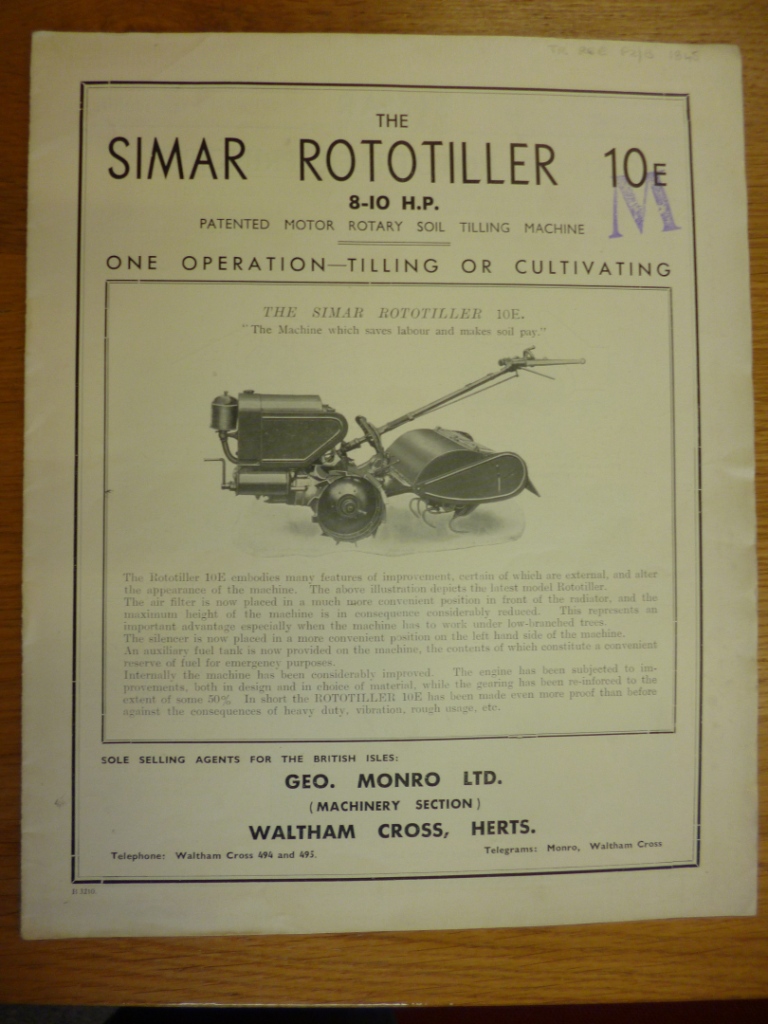 THE
SIMAR ROTOTILLER 10E
M
8-10 H.P.
PATENTED MOTOR ROTARY SOIL TILLING MACHINE
ONE OPERATION—TILLING OR CULTIVATING
THE SIMAR ROTOTILLER 10E.
"The Machine which saves labour and makes soil pay."
The Rototiller 10E embodies many features of improvement, certain of which are external, and alter
the appearance of the machine. The above illustration depicts the latest model Rototiller.
The air filter is now placed in a much more convenient position in front of the radiator, and the
maximum height of the machine is in consequence considerably reduced. This represents an
important advantage especially when the machine has to work under low-branched trees.
The silencer is now placed in a more convenient position on the left hand side of the machine.
An auxiliary fuel tank is now provided on the machine, the contents of which constitute a convenient
reserve of fuel for emergency purposes.
Internally the machine has been considerably improved. The engine has been subjected to im-
provements, both in design and in choice of material, while the gearing has been re-inforced to the
extent of some 50%. In short the ROTOTILLER 10E has been made even more proof than before
against the consequences of heavy duty, vibration, rough usage, etc.
SOLE SELLING AGENTS FOR THE BRITISH ISLES:
GEO. MONRO LTD.
(MACHINERY SECTION)
WALTHAM CROSS, HERTS.
Telephone: Waltham Cross 494 and 495.
Telegrams: Monro, Waltham Cross